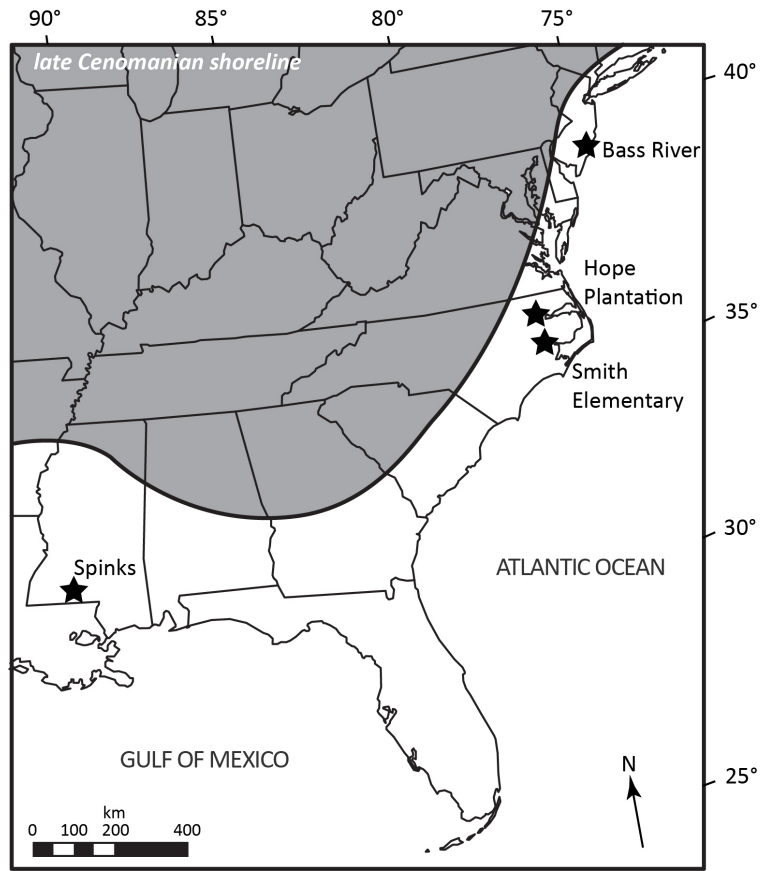 90° 85° 80° 75°
late Cenomanian shoreline
40°
Bass River
Hope
Plantation
35°
Smith
Elementary
30°
Spinks
ATLANTIC OCEAN
GULF OF MEXICO
N
25°
km
0 100 200 400